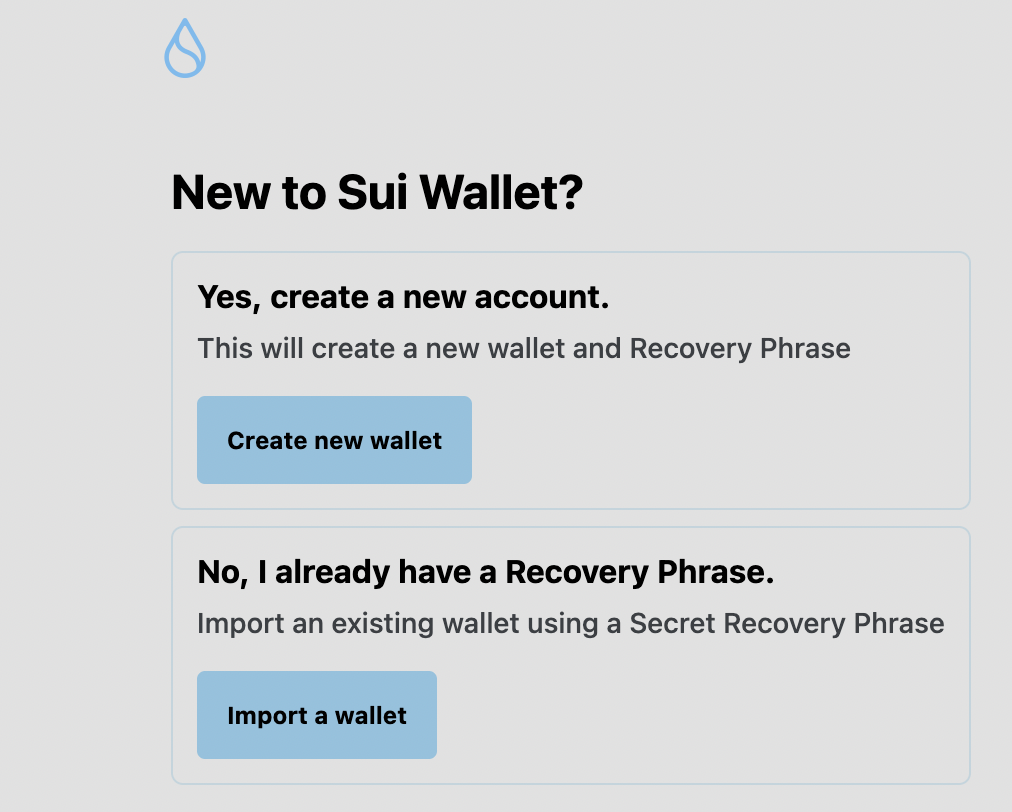 New to Sui Wallet?
Yes, create a new account.
This will create a new wallet and Recovery Phrase
Create new wallet
No, I already have a Recovery Phrase.
Import an existing wallet using a Secret Recovery Phrase
Import a wallet